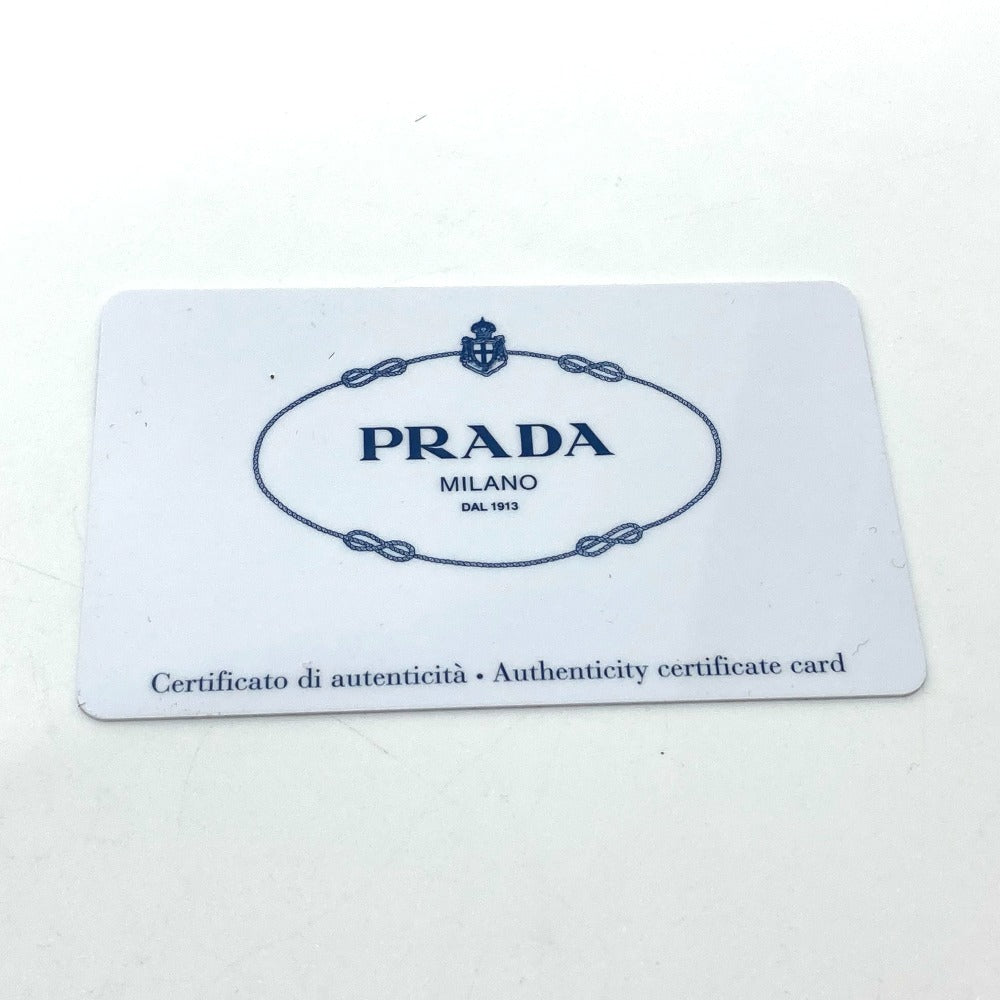 PRADA
MILANO
DAL 1913
Certificato di autenticità • Authenticity certificate card